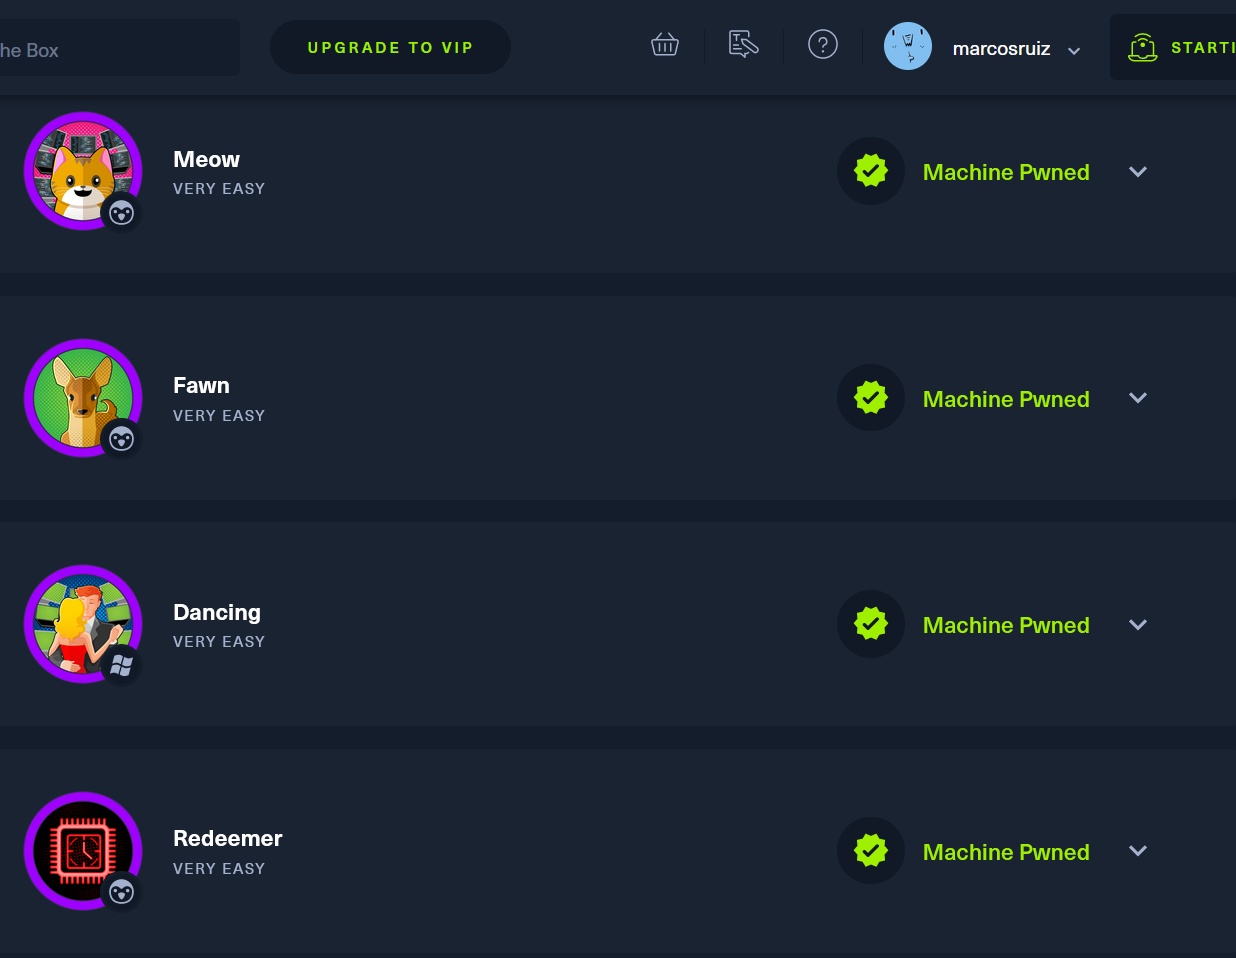 he Box
UPGRADE TO VIP
marcosruiz
STARTI
Meow
VERY EASY
Machine Pwned
Fawn
VERY EASY
Machine Pwned
Dancing
VERY EASY
Machine Pwned
Redeemer
VERY EASY
Machine Pwned